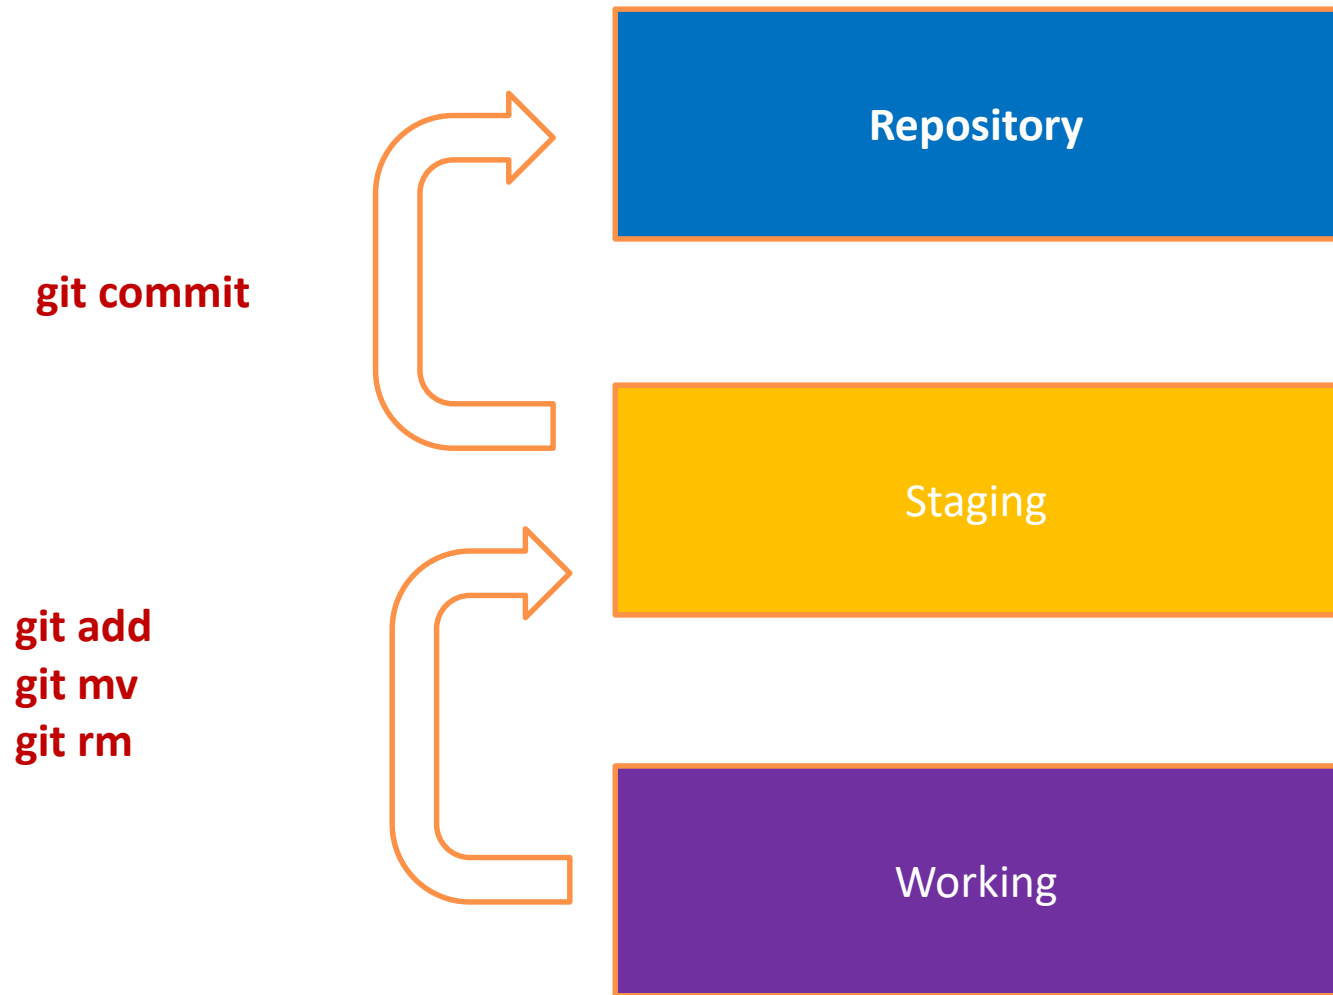 Repository
git commit
Staging
git add
git mv
git rm
Working